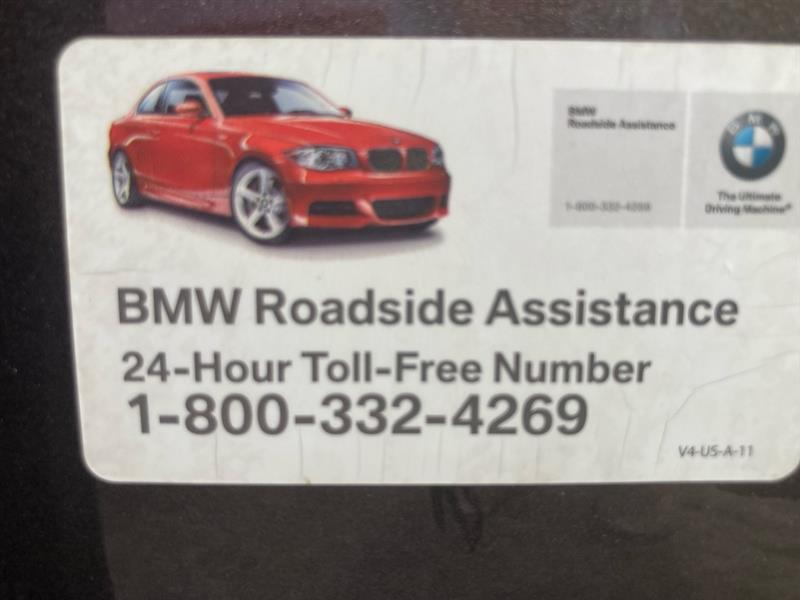 BMW
Roadside Assistance
1-800-332-4269
BMW
The Ultimate
Driving Machine®
BMW Roadside Assistance
24-Hour Toll-Free Number
1-800-332-4269
V4-US-A-11